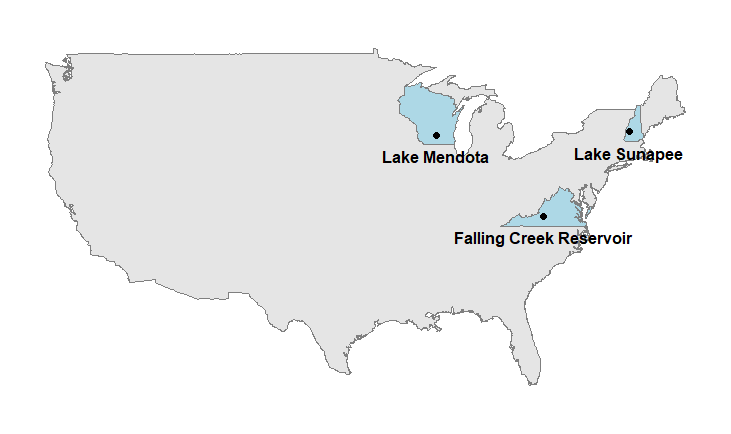 Lake Mendota
Lake Sunapee
Falling Creek Reservoir